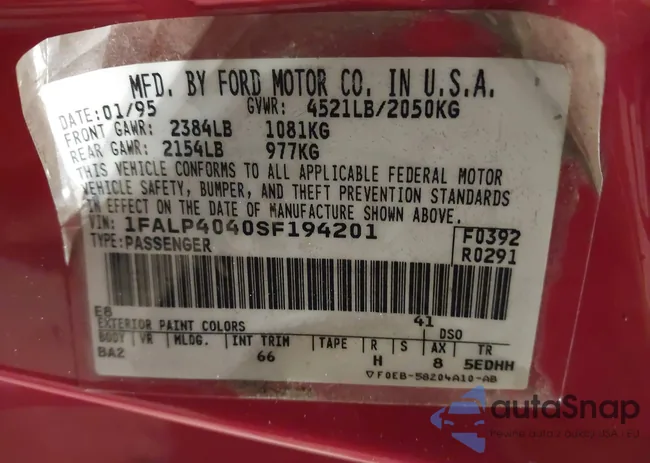 MFD. BY FORD MOTOR CO. IN U.S.A.
DATE: 01/95 GVWR: 4521LB/2050KG
FRONT GAWR: 2384LB 1081KG
REAR GAWR: 2154LB 977KG
THIS VEHICLE CONFORMS TO ALL APPLICABLE FEDERAL MOTOR
VEHICLE SAFETY, BUMPER, AND THEFT PREVENTION STANDARDS
IN EFFECT ON THE DATE OF MANUFACTURE SHOWN ABOVE.
VIN: 1FALP4040SF194201 F0392
TYPE: PASSENGER R0291
E8 41
EXTERIOR PAINT COLORS DSO
BODY VR MLDG. INT TRIM TAPE R S AX TR
BA2 66 H 8 5EDHH
▽F0EB-58204A10-AB
autoSnap